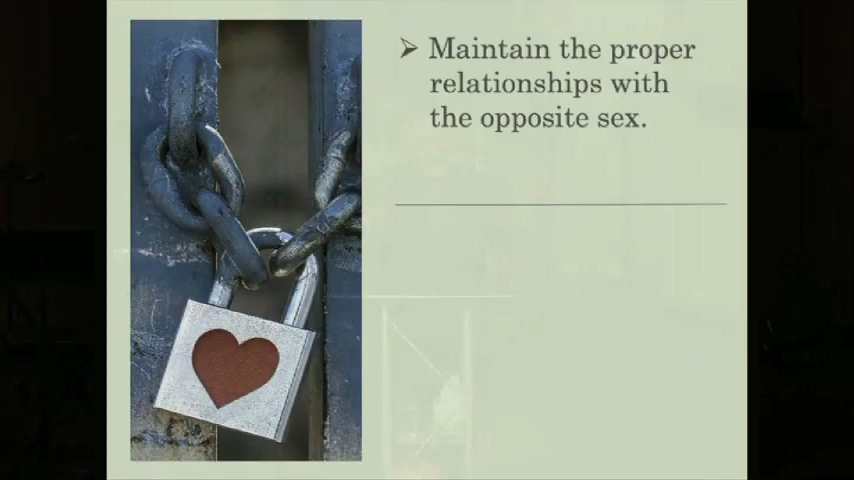 ➢ Maintain the proper
relationships with
the opposite sex.